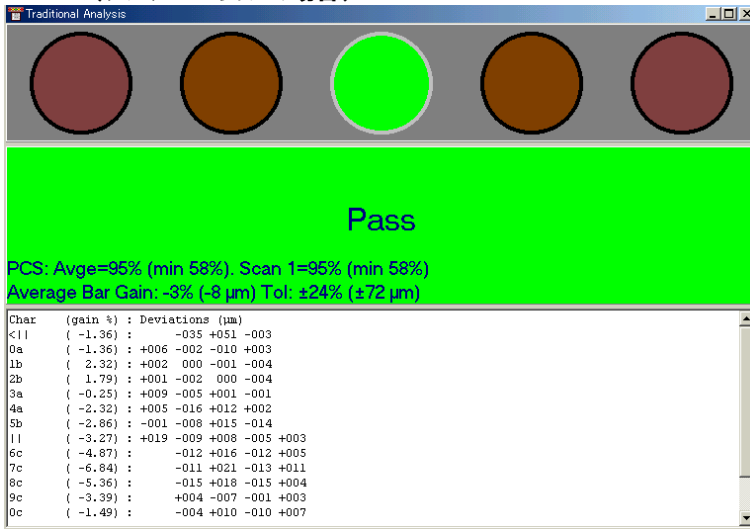 Traditional Analysis
Pass
PCS: Avge=95% (min 58%). Scan 1=95% (min 58%)
Average Bar Gain: -3% (-8 µm) Tol: ±24% (±72 µm)
Char (gain %) : Deviations (µm)
<|| ( -1.36) : -035 +051 -003
0a ( -1.36) : +006 -002 -010 +003
1b ( 2.32) : +002 000 -001 -004
2b ( 1.79) : +001 -002 000 -004
3a ( -0.25) : +009 -005 +001 -001
4a ( -2.32) : +005 -016 +012 +002
5b ( -2.86) : -001 -008 +015 -014
|| ( -3.27) : +019 -009 +008 -005 +003
6c ( -4.87) : -012 +016 -012 +005
7c ( -6.84) : -011 +021 -013 +011
8c ( -5.36) : -015 +018 -015 +004
9c ( -3.39) : +004 -007 -001 +003
0c ( -1.49) : -004 +010 -010 +007